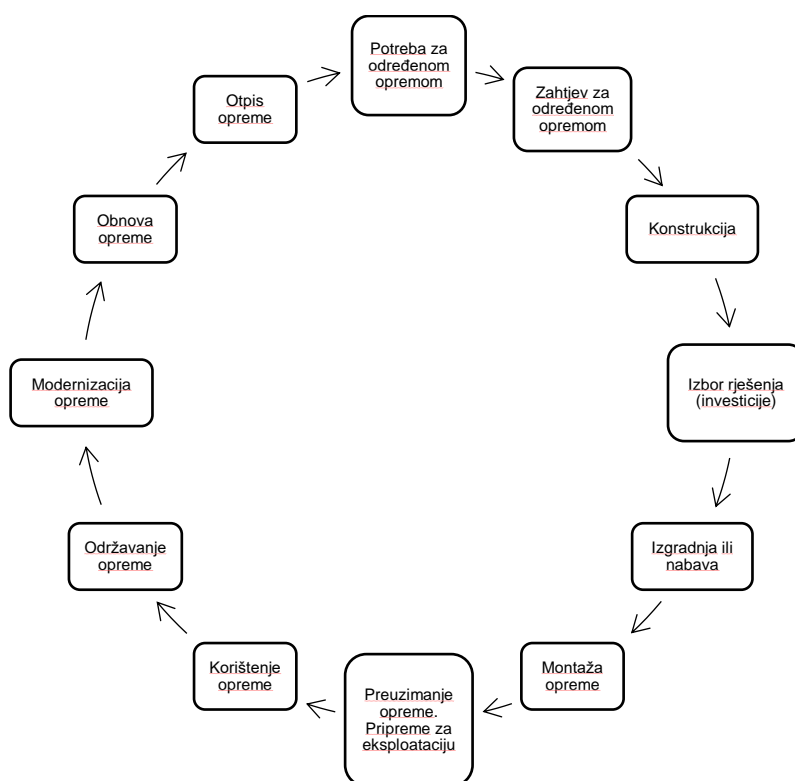 Potreba za
određenom
opremom
Zahtjev za
određenom
opremom
Konstrukcija
Izbor rješenja
(investicije)
Izgradnja ili
nabava
Montaža
opreme
Preuzimanje
opreme.
Pripreme za
eksploataciju
Korištenje
opreme
Održavanje
opreme
Modernizacija
opreme
Obnova
opreme
Otpis
opreme